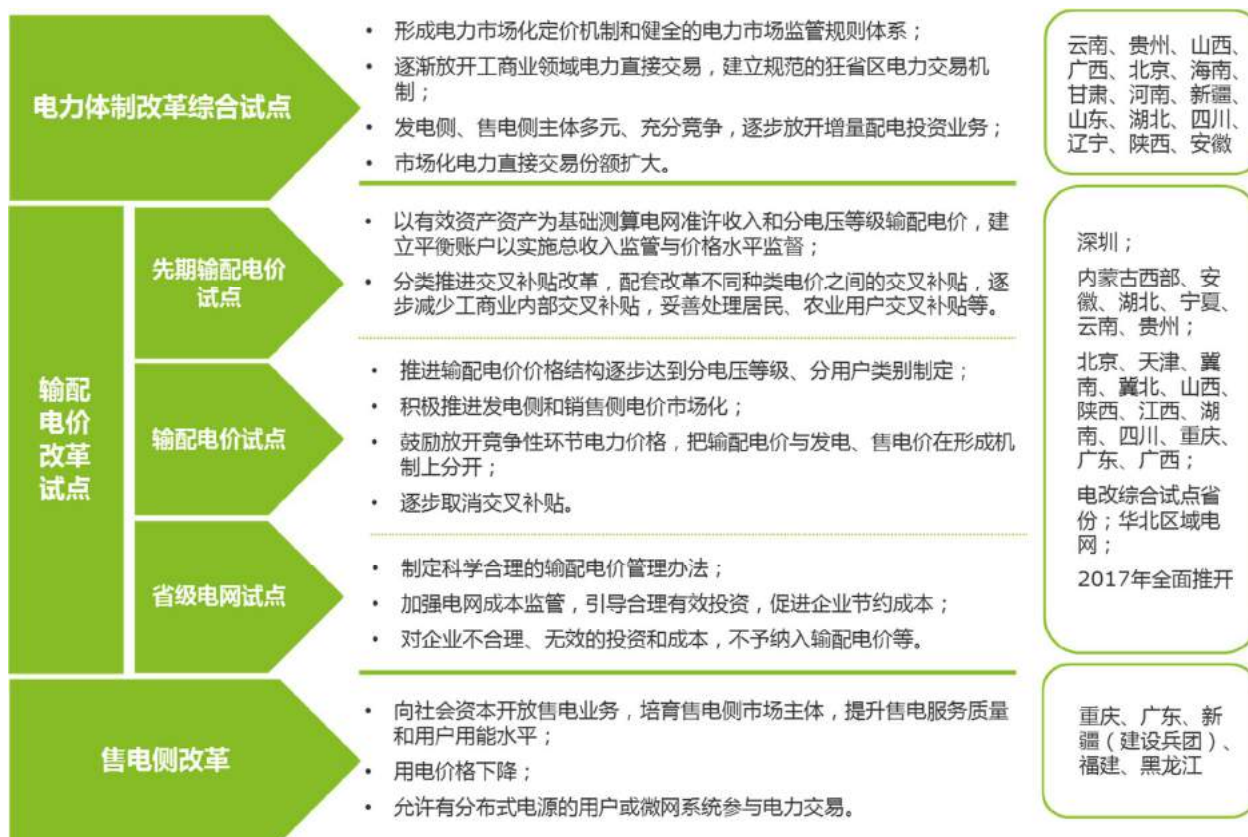 电力体制改革综合试点
• 形成电力市场化定价机制和健全的电力市场监管规则体系；
• 逐渐放开工商业领域电力直接交易，建立规范的狂省区电力交易机
制；
• 发电侧、售电侧主体多元、充分竞争，逐步放开增量配电投资业务；
• 市场化电力直接交易份额扩大。
云南、贵州、山西、
广西、北京、海南、
甘肃、河南、新疆、
山东、湖北、四川、
辽宁、陕西、安徽
输配
电价
改革
试点
先期输配电价
试点
• 以有效资产资产为基础测算电网准许收入和分电压等级输配电价，建
立平衡账户以实施总收入监管与价格水平监督；
• 分类推进交叉补贴改革，配套改革不同种类电价之间的交叉补贴，逐
步减少工商业内部交叉补贴，妥善处理居民、农业用户交叉补贴等。
输配电价试点
• 推进输配电价价格结构逐步达到分电压等级、分用户类别制定；
• 积极推进发电侧和销售侧电价市场化；
• 鼓励放开竞争性环节电力价格，把输配电价与发电、售电价在形成机
制上分开；
• 逐步取消交叉补贴。
省级电网试点
• 制定科学合理的输配电价管理办法；
• 加强电网成本监管，引导合理有效投资，促进企业节约成本；
• 对企业不合理、无效的投资和成本，不予纳入输配电价等。
深圳；
内蒙古西部、安
徽、湖北、宁夏、
云南、贵州；
北京、天津、冀
南、冀北、山西、
陕西、江西、湖
南、四川、重庆、
广东、广西；
电改综合试点省
份；华北区域电
网；
2017年全面推开
售电侧改革
• 向社会资本开放售电业务，培育售电侧市场主体，提升售电服务质量
和用户用能水平；
• 用电价格下降；
• 允许有分布式电源的用户或微网系统参与电力交易。
重庆、广东、新
疆（建设兵团）、
福建、黑龙江